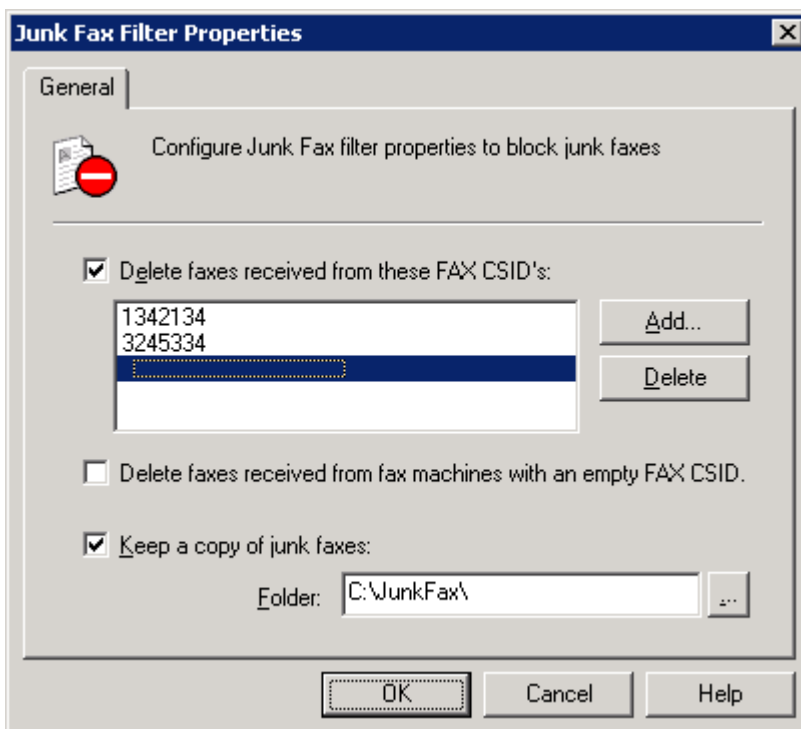 Junk Fax Filter Properties
General
Configure Junk Fax filter properties to block junk faxes
Delete faxes received from these FAX CSID's:
1342134
3245334
Add...
Delete
Delete faxes received from fax machines with an empty FAX CSID.
Keep a copy of junk faxes:
Folder: C:\JunkFax\ ...
OK Cancel Help